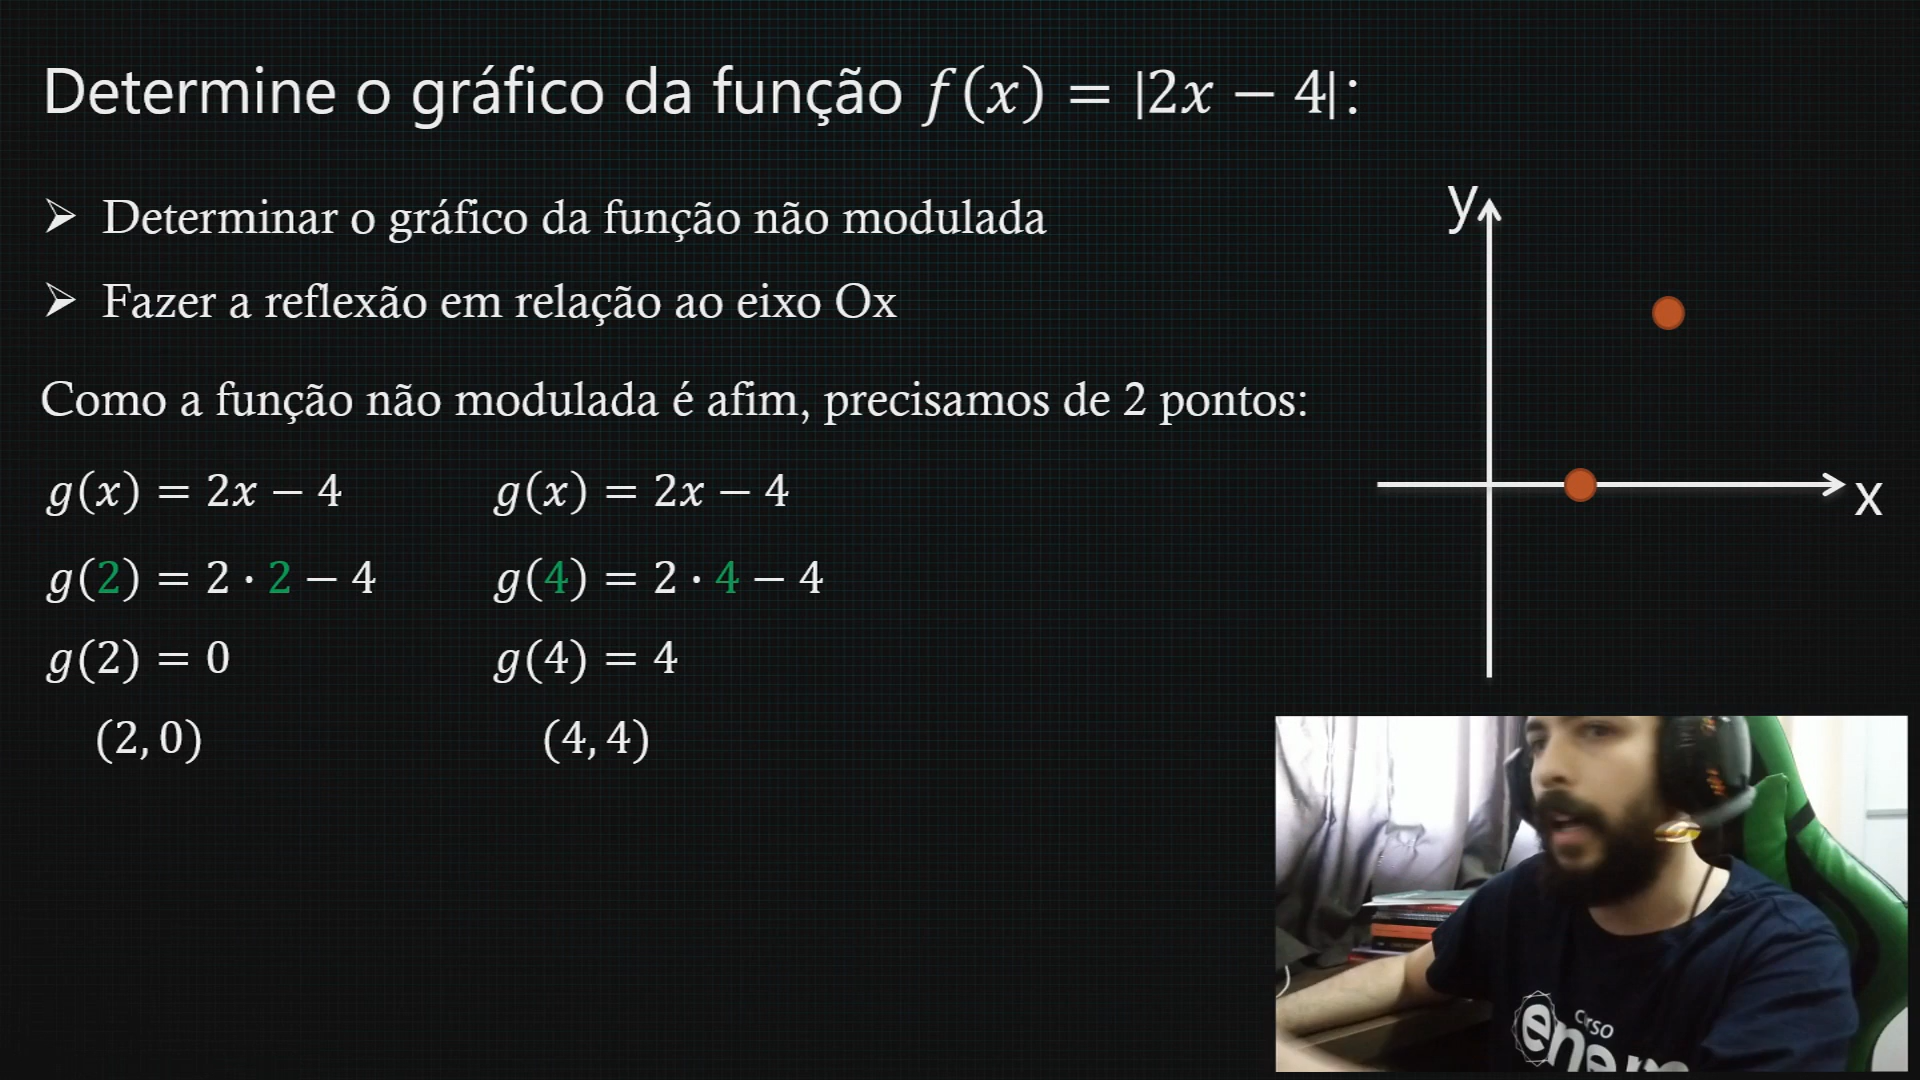 Determine o gráfico da função f(x) = |2x − 4|:
➢ Determinar o gráfico da função não modulada
➢ Fazer a reflexão em relação ao eixo Ox
Como a função não modulada é afim, precisamos de 2 pontos:
g(x) = 2x − 4
g(2) = 2 · 2 − 4
g(2) = 0
(2, 0)
g(x) = 2x − 4
g(4) = 2 · 4 − 4
g(4) = 4
(4, 4)
y
x
curso
enem